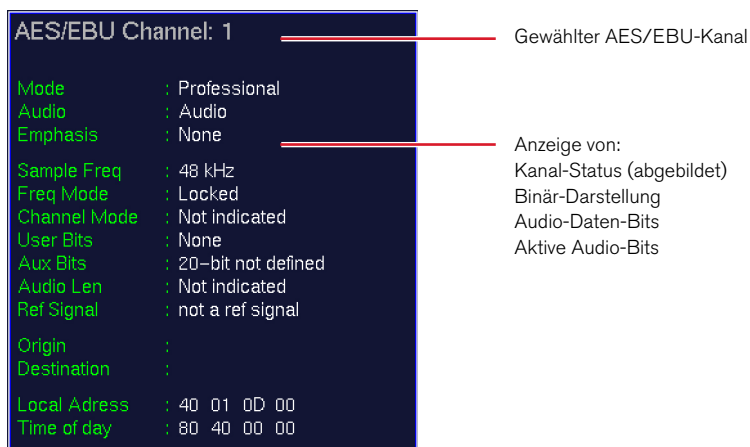 AES/EBU Channel: 1
Mode : Professional
Audio : Audio
Emphasis : None
Sample Freq : 48 kHz
Freq Mode : Locked
Channel Mode : Not indicated
User Bits : None
Aux Bits : 20-bit not defined
Audio Len : Not indicated
Ref Signal : not a ref signal
Origin :
Destination :
Local Adress : 40 01 0D 00
Time of day : 80 40 00 00
Gewählter AES/EBU-Kanal
Anzeige von:
Kanal-Status (abgebildet)
Binär-Darstellung
Audio-Daten-Bits
Aktive Audio-Bits